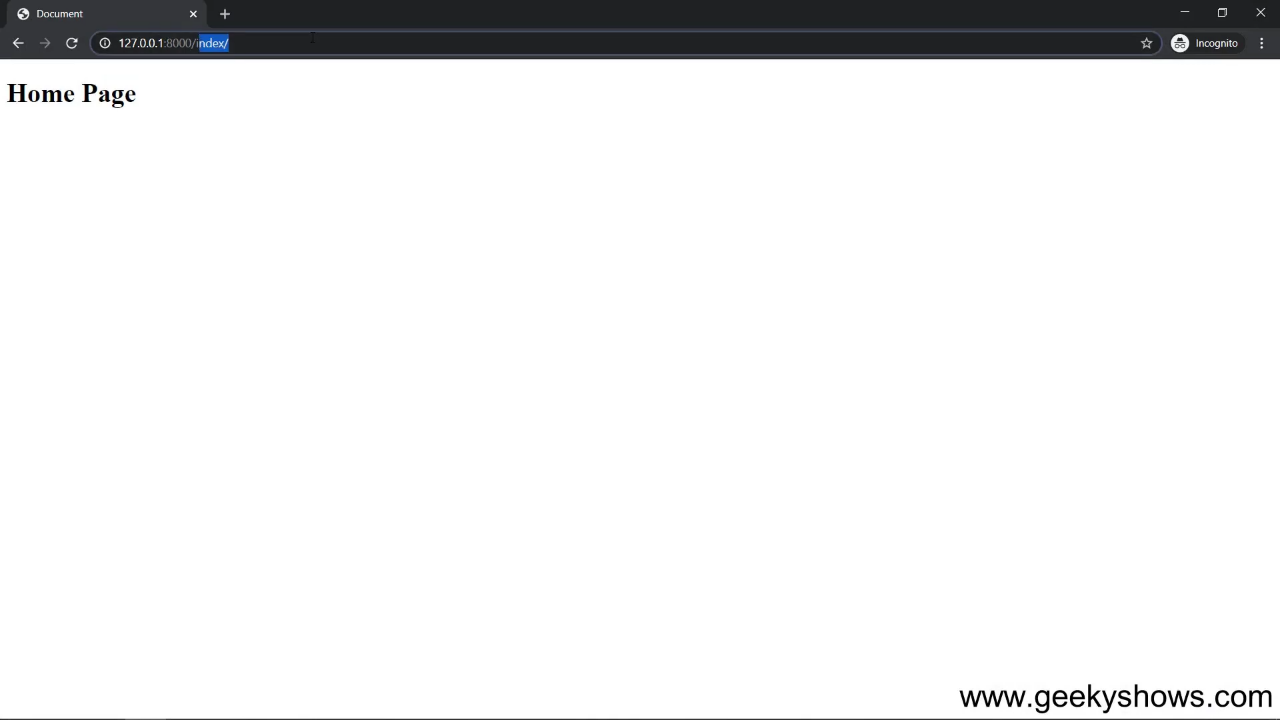 Document
127.0.0.1:8000/index/
Incognito
Home Page
www.geekyshows.com